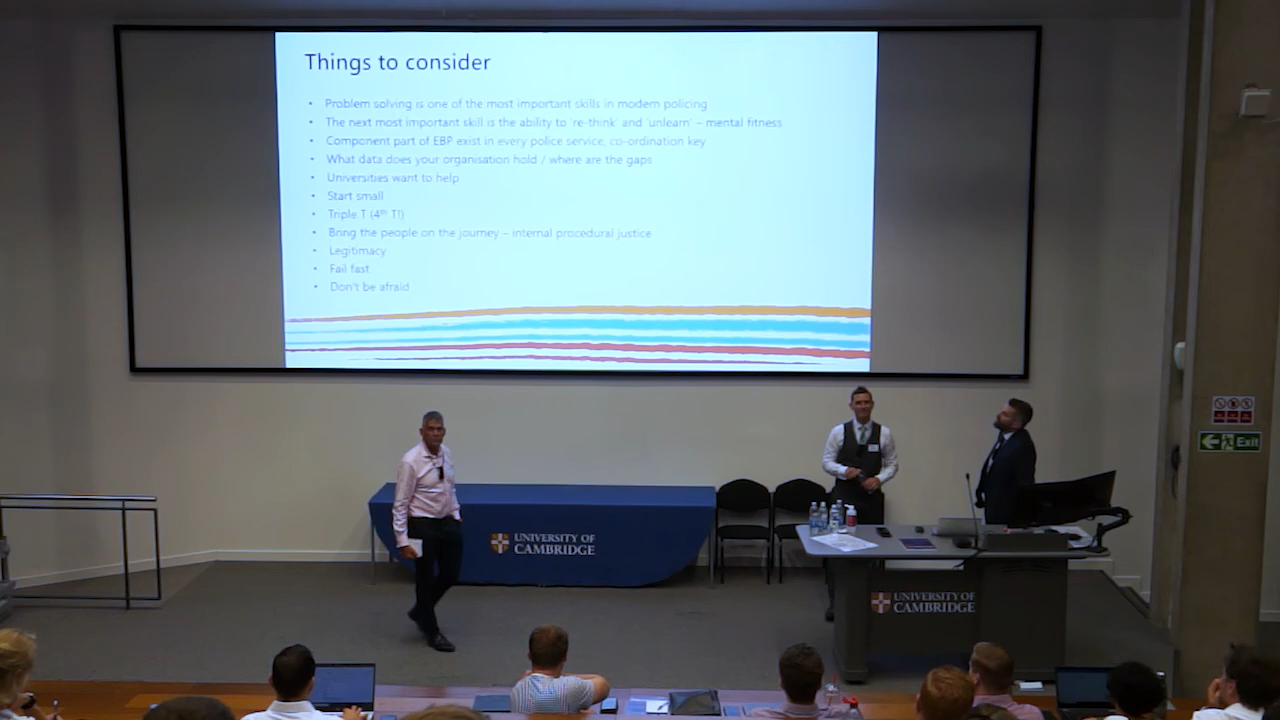 Things to consider
• Problem solving is one of the most important skills in modern policing
• The next most important skill is the ability to 're-think' and 'unlearn' – mental fitness
• Component part of EBP exist in every police service, co-ordination key
• What data does your organisation hold / where are the gaps
• Universities want to help
• Start small
• Triple T (4th T!)
• Bring the people on the journey – internal procedural justice
• Legitimacy
• Fail fast
• Don't be afraid
Exit
UNIVERSITY OF
CAMBRIDGE
UNIVERSITY OF
CAMBRIDGE